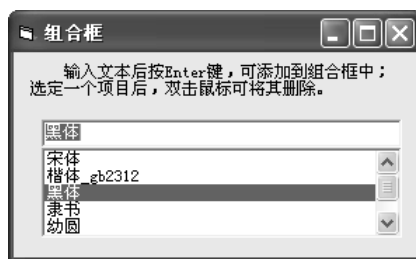 组合框
输入文本后按Enter键，可添加到组合框中；
选定一个项目后，双击鼠标可将其删除。
黑体
宋体
楷体_gb2312
黑体
隶书
幼圆